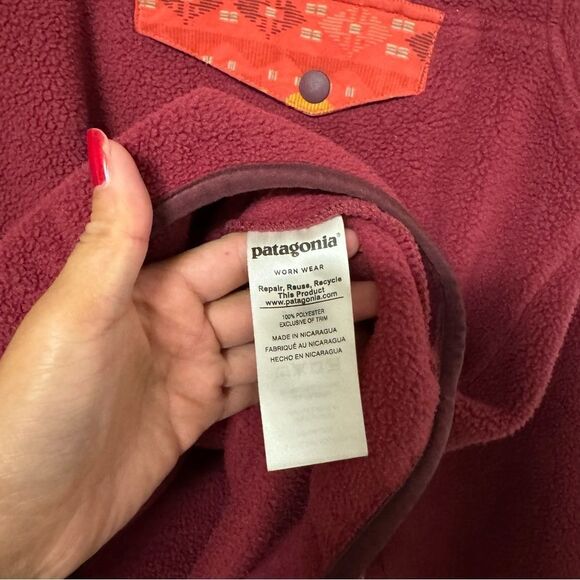 patagonia®
WORN WEAR
Repair, Reuse, Recycle
This Product
www.patagonia.com
100% POLYESTER
EXCLUSIVE OF TRIM
MADE IN NICARAGUA
FABRIQUÉ AU NICARAGUA
HECHO EN NICARAGUA